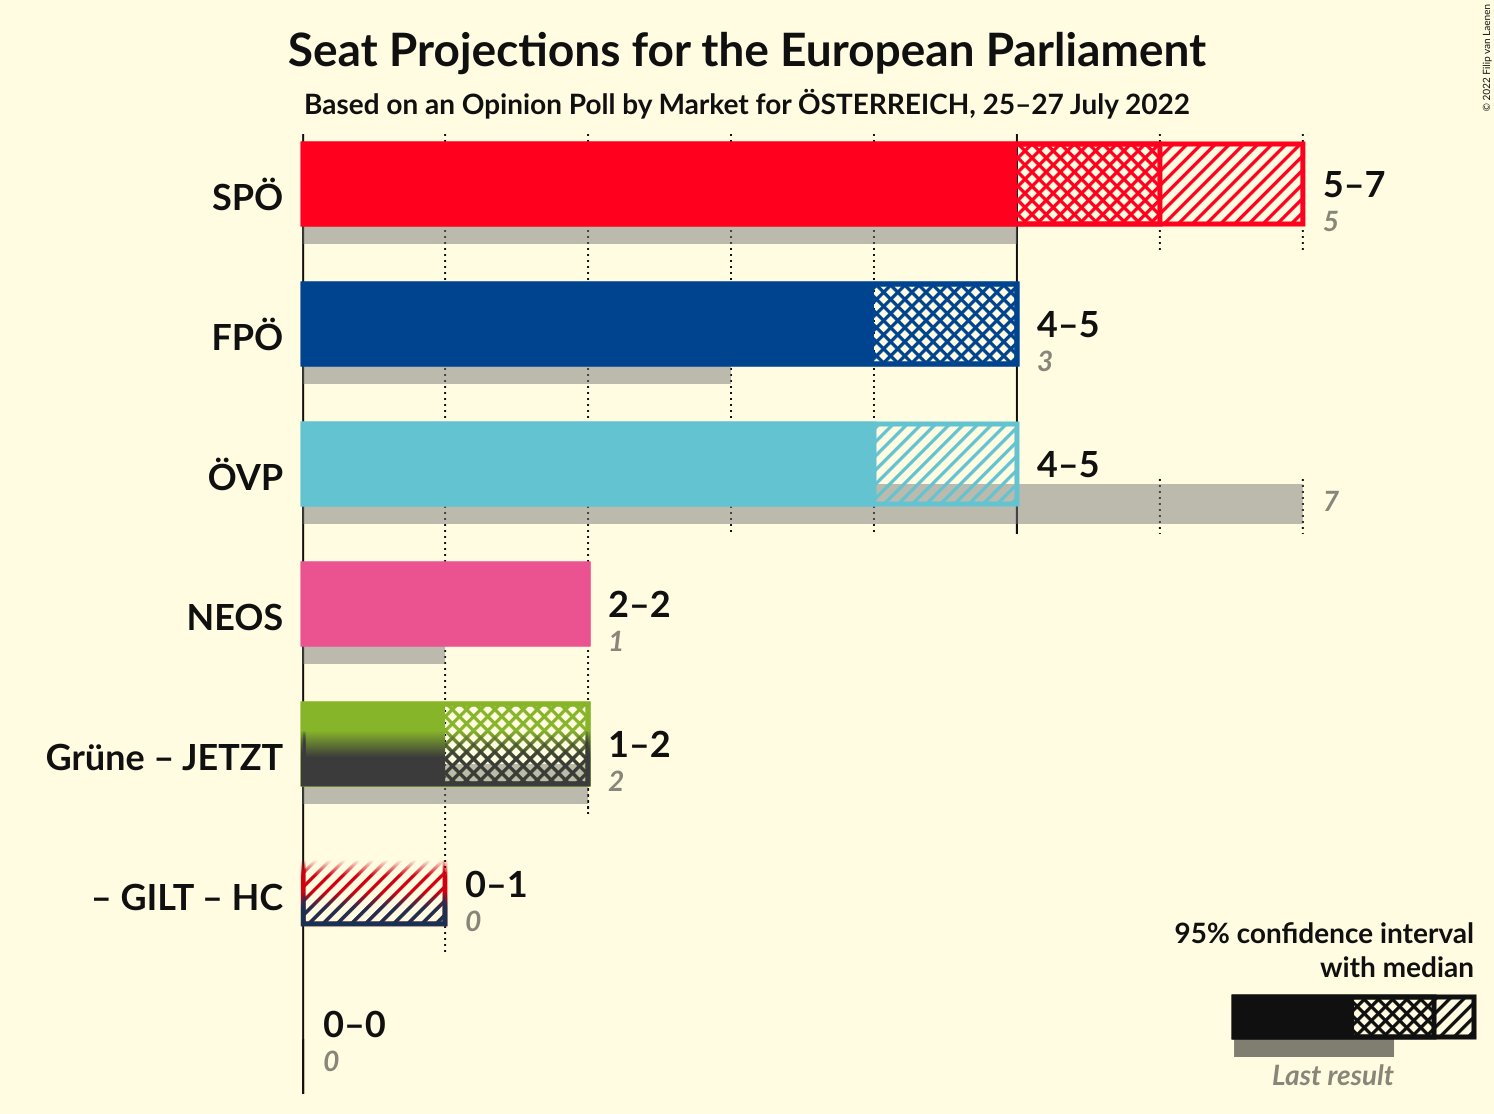 Seat Projections for the European Parliament
Based on an Opinion Poll by Market for ÖSTERREICH, 25–27 July 2022
© 2022 Filip van Laenen
SPÖ
5–7
5
FPÖ
4–5
3
ÖVP
4–5
7
NEOS
2–2
1
Grüne – JETZT
1–2
2
– GILT – HC
0–1
0
0–0
0
95% confidence interval
with median
Last result